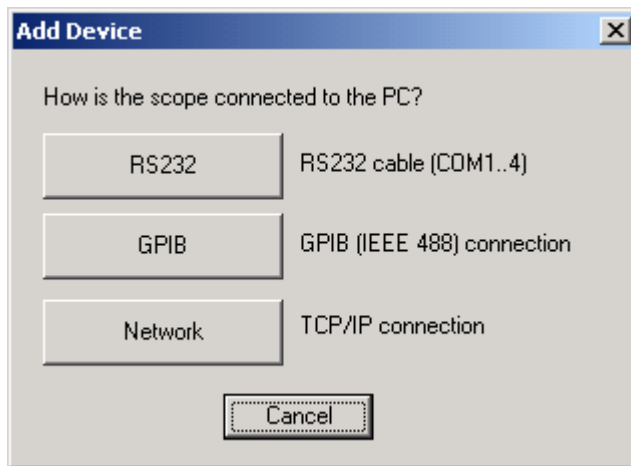 Add Device
How is the scope connected to the PC?
RS232 RS232 cable (COM1..4)
GPIB GPIB (IEEE 488) connection
Network TCP/IP connection
Cancel